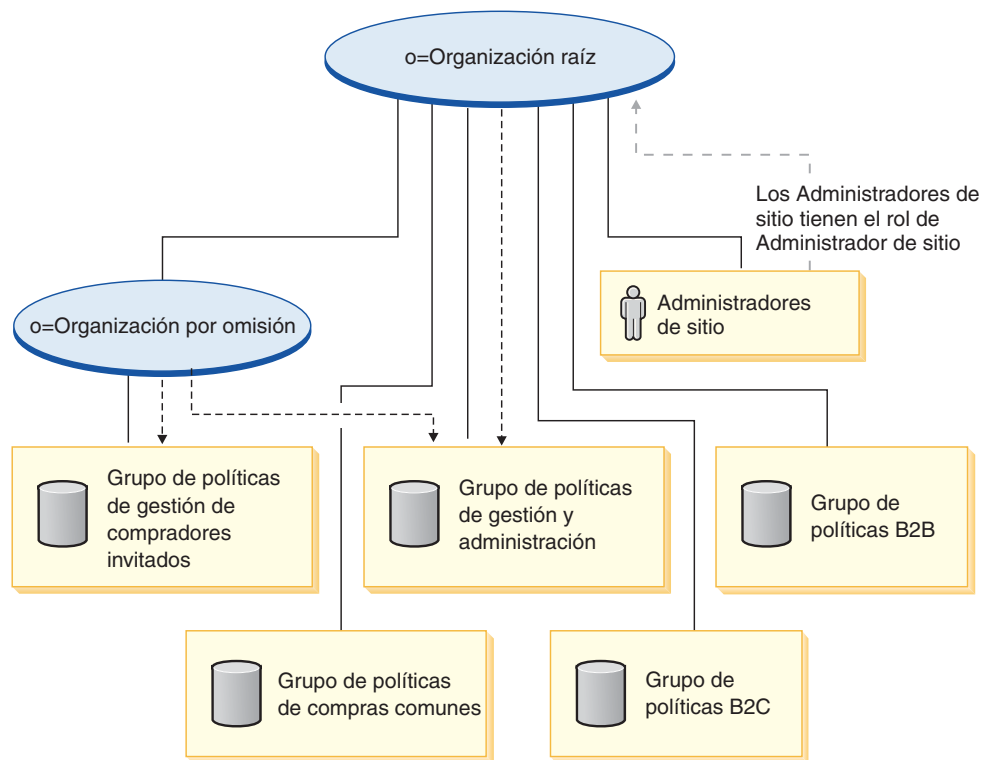 o=Organización raíz
Los Administradores de
sitio tienen el rol de
Administrador de sitio
Administradores
de sitio
o=Organización por omisión
Grupo de políticas
de gestión de
compradores
invitados
Grupo de políticas
de gestión y
administración
Grupo de
políticas B2B
Grupo de políticas
de compras comunes
Grupo de
políticas B2C